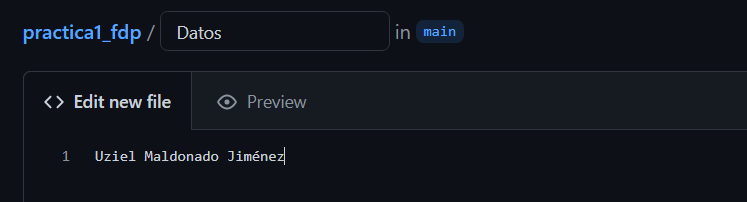 practica1_fdp / Datos in main
<> Edit new file Preview
1 Uziel Maldonado Jiménez